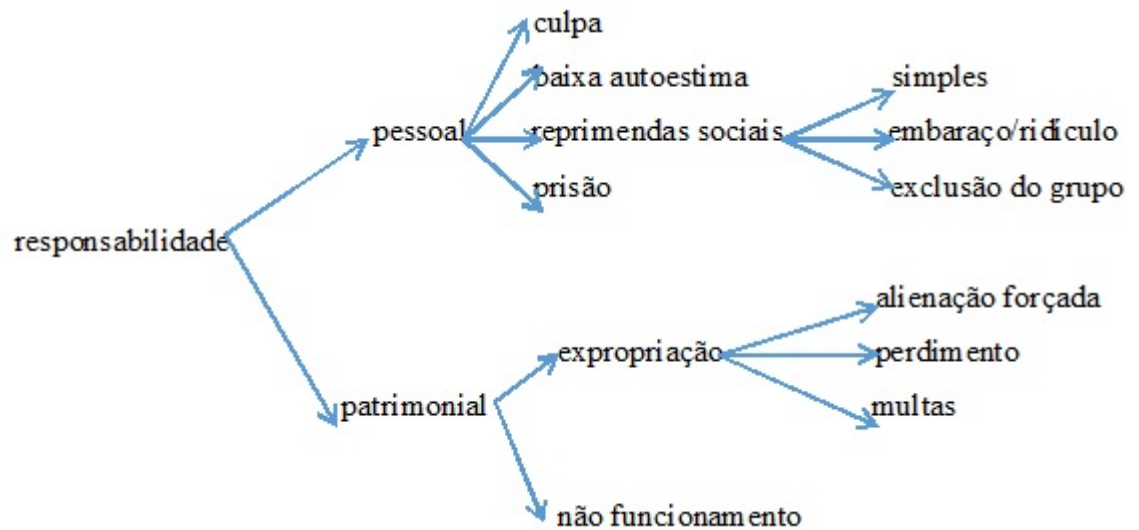 culpa
baixa autoestima
simples
pessoal
reprimendas sociais
embaraço/ridículo
prisão
exclusão do grupo
responsabilidade
alienação forçada
expropriação
perdimento
patrimonial
multas
não funcionamento